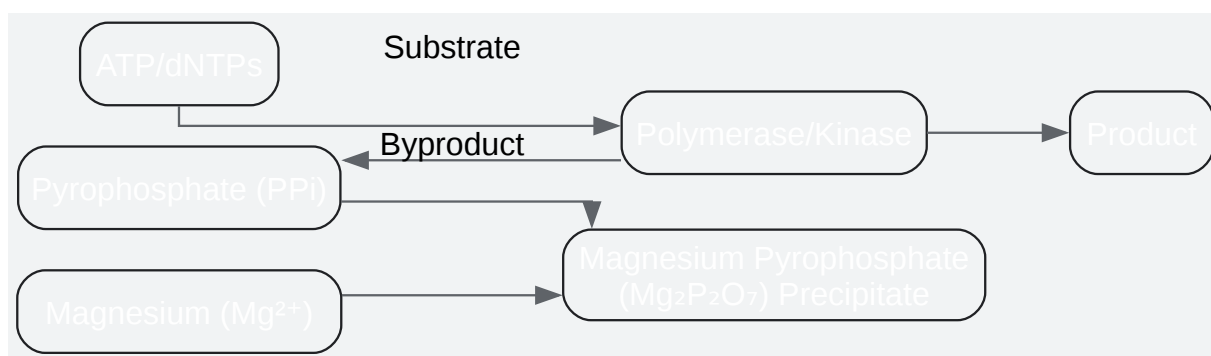 ATP/dNTPs
Substrate
Polymerase/Kinase
Product
Byproduct
Pyrophosphate (PPi)
Magnesium Pyrophosphate
(Mg₂P₂O₇) Precipitate
Magnesium (Mg²⁺)